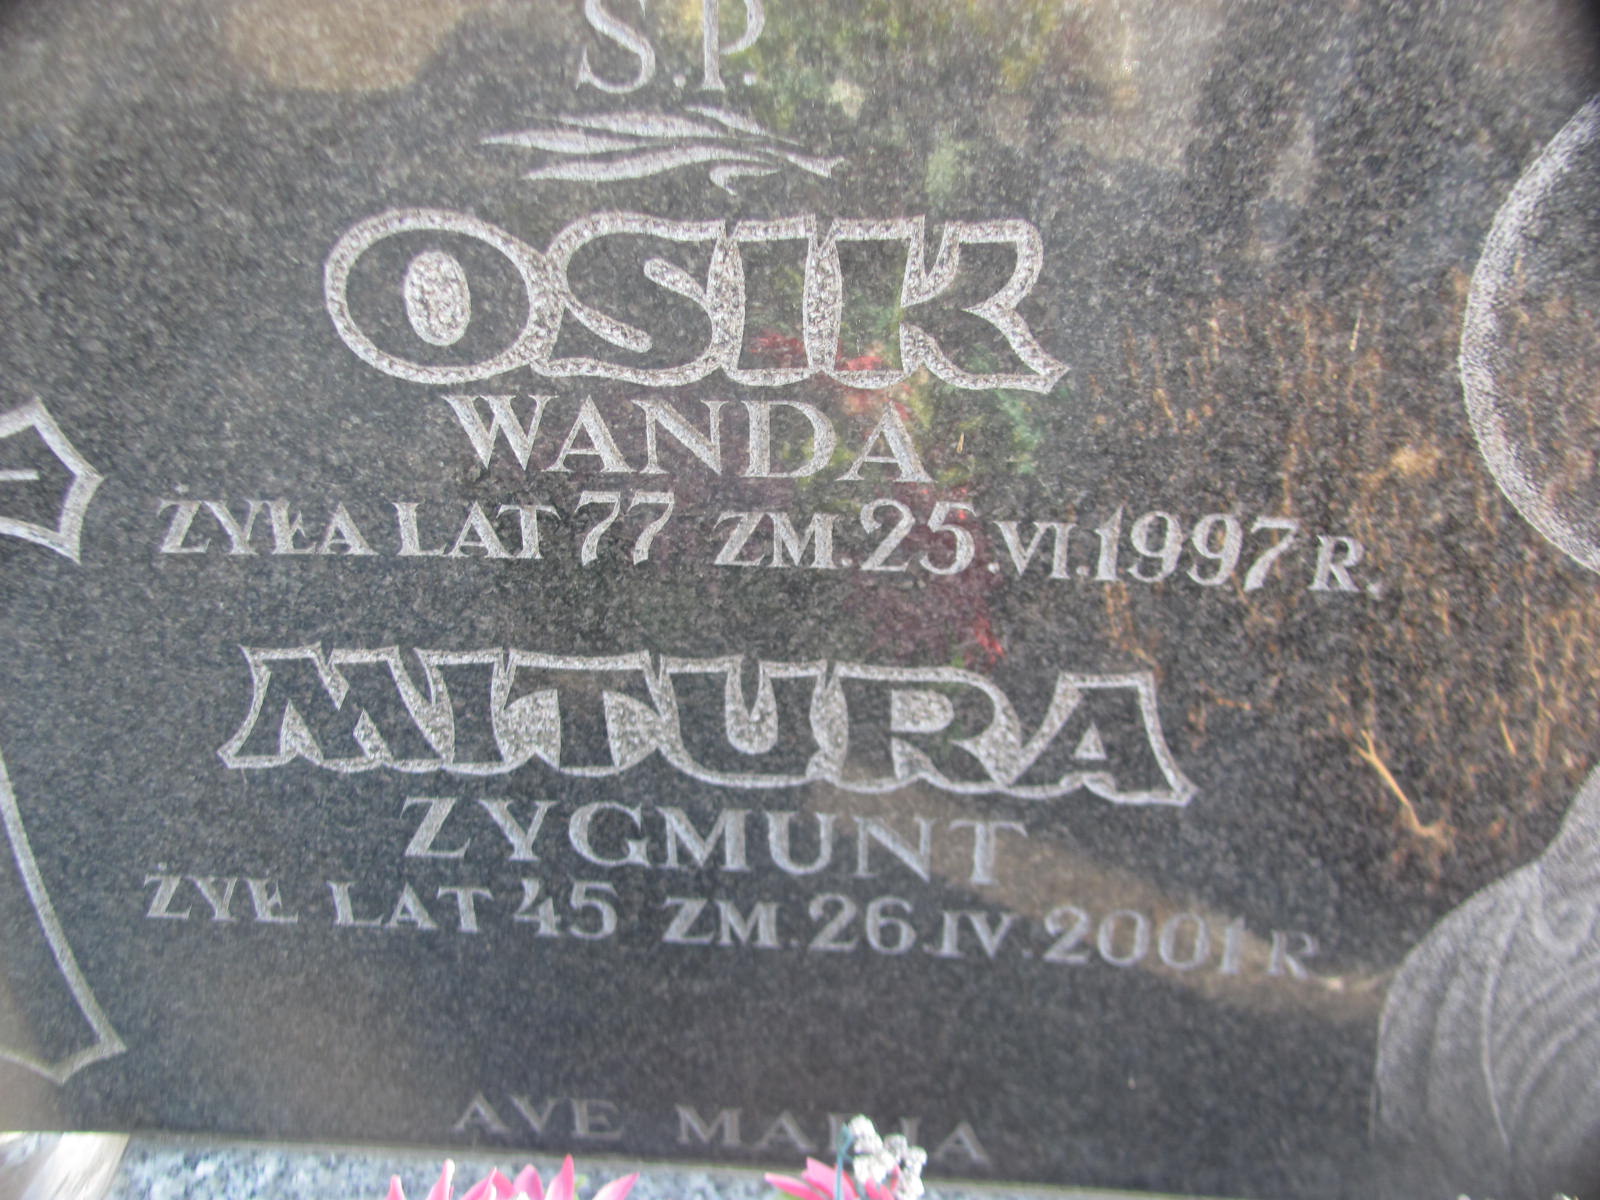 Ś.P.
OSIK
WANDA
ŻYŁA LAT 77 ZM. 25.VI.1997 R.
MITURA
ZYGMUNT
ŻYŁ LAT 45 ZM. 26.IV.2001 R.
AVE MARIA